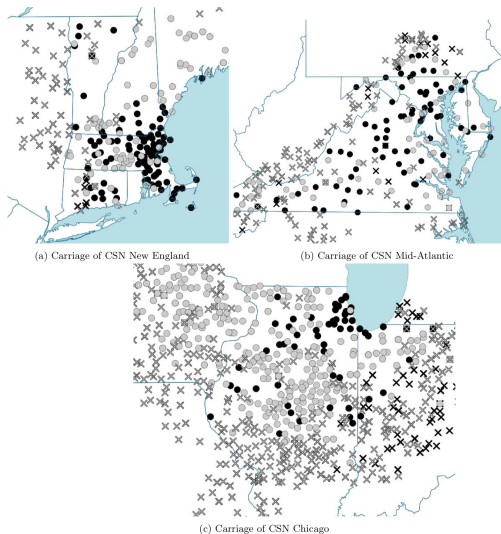 (a) Carriage of CSN New England
(b) Carriage of CSN Mid-Atlantic
(c) Carriage of CSN Chicago